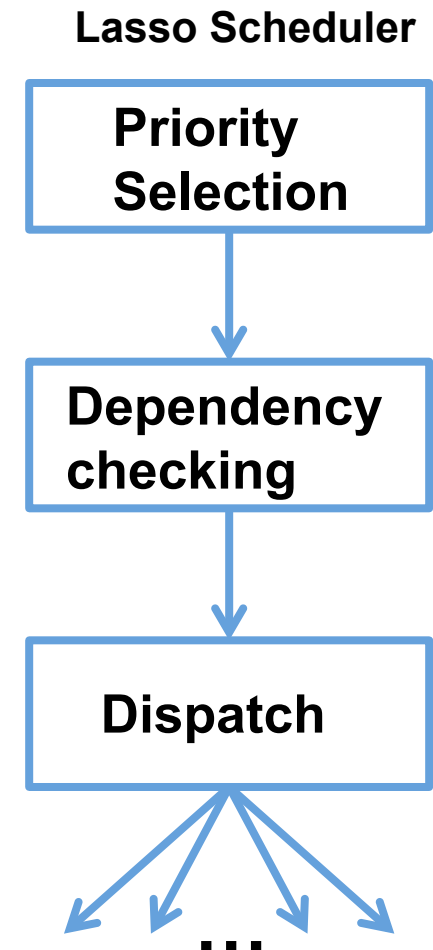 Lasso Scheduler
Priority
Selection
Dependency
checking
Dispatch
...